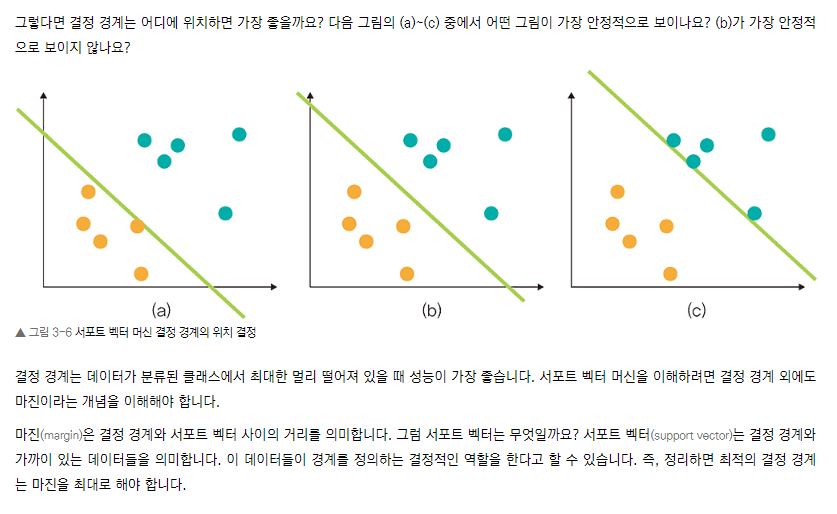 그렇다면 결정 경계는 어디에 위치하면 가장 좋을까요? 다음 그림의 (a)~(c) 중에서 어떤 그림이 가장 안정적으로 보이나요? (b)가 가장 안정적
으로 보이지 않나요?
(a)
(b)
(c)
▲ 그림 3-6 서포트 벡터 머신 결정 경계의 위치 결정
결정 경계는 데이터가 분류된 클래스에서 최대한 멀리 떨어져 있을 때 성능이 가장 좋습니다. 서포트 벡터 머신을 이해하려면 결정 경계 외에도
마진이라는 개념을 이해해야 합니다.
마진(margin)은 결정 경계와 서포트 벡터 사이의 거리를 의미합니다. 그럼 서포트 벡터는 무엇일까요? 서포트 벡터(support vector)는 결정 경계와
가까이 있는 데이터들을 의미합니다. 이 데이터들이 경계를 정의하는 결정적인 역할을 한다고 할 수 있습니다. 즉, 정리하면 최적의 결정 경계
는 마진을 최대로 해야 합니다.